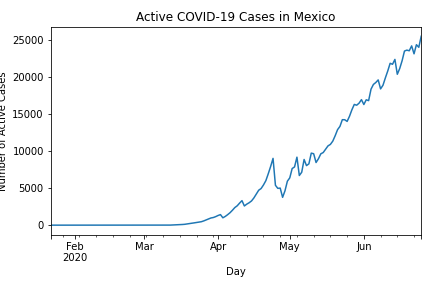 Active COVID-19 Cases in Mexico
Number of Active Cases
25000
20000
15000
10000
5000
0
Feb
2020
Mar
Apr
May
Jun
Day